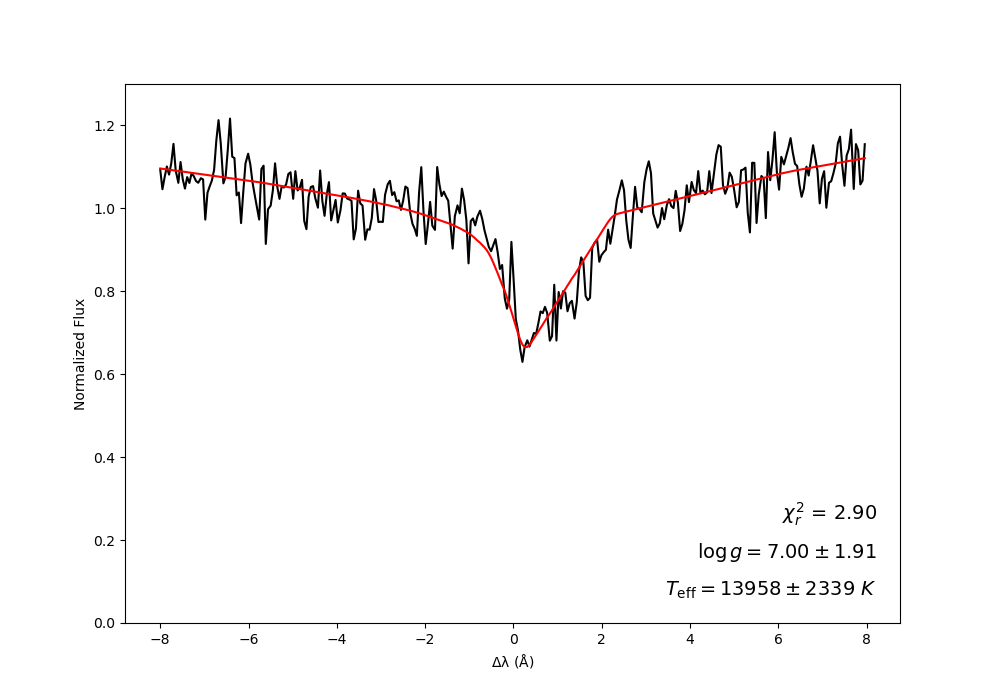 1.2
1.0
0.8
0.6
0.4
0.2
0.0
Normalized Flux
χ²ᵣ = 2.90
log g = 7.00 ± 1.91
T_eff = 13958 ± 2339 K
−8 −6 −4 −2 0 2 4 6 8
Δλ (Å)